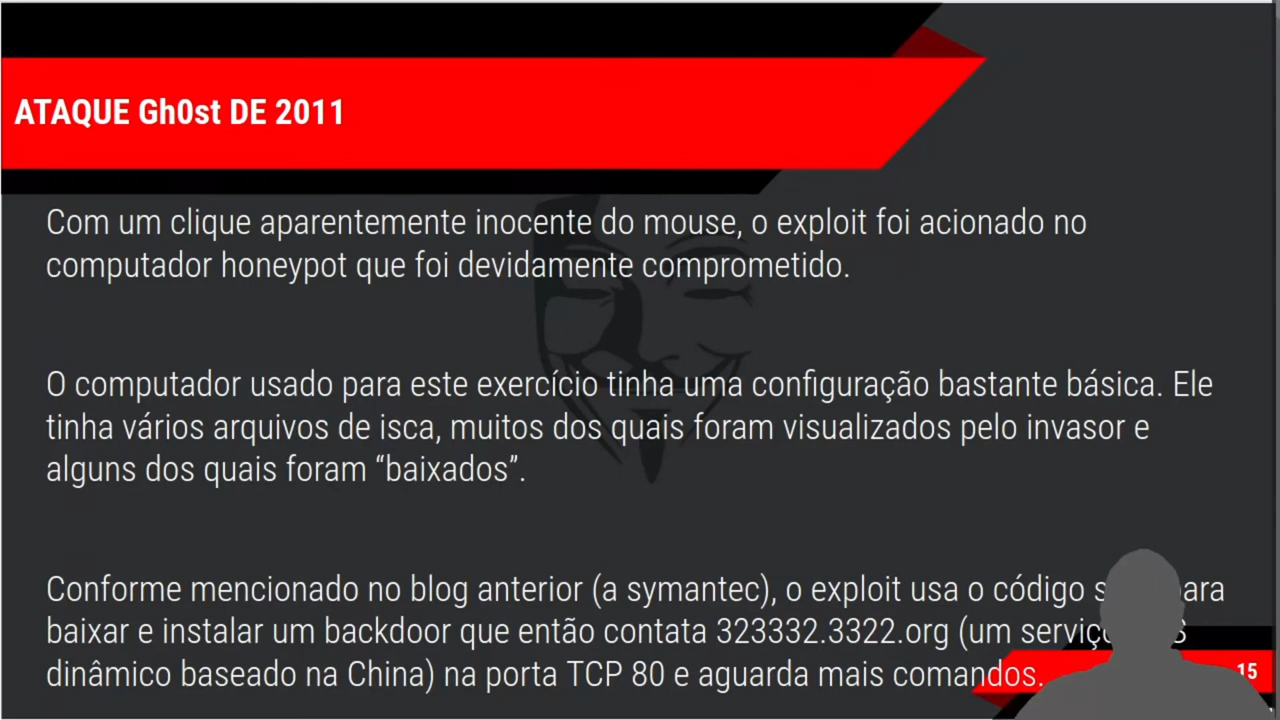 ATAQUE Gh0st DE 2011
Com um clique aparentemente inocente do mouse, o exploit foi acionado no
computador honeypot que foi devidamente comprometido.
O computador usado para este exercício tinha uma configuração bastante básica. Ele
tinha vários arquivos de isca, muitos dos quais foram visualizados pelo invasor e
alguns dos quais foram “baixados”.
Conforme mencionado no blog anterior (a symantec), o exploit usa o código
baixar e instalar um backdoor que então contata 323332.3322.org (um
dinâmico baseado na China) na porta TCP 80 e aguarda mais comandos.
15